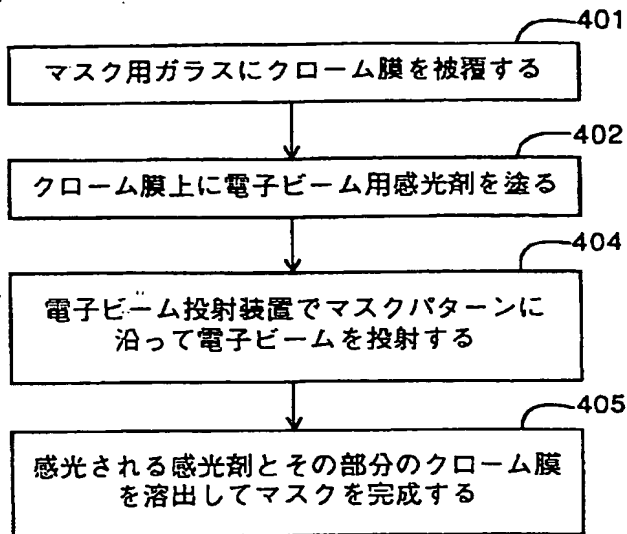 401
マスク用ガラスにクローム膜を被覆する
402
クローム膜上に電子ビーム用感光剤を塗る
404
電子ビーム投射装置でマスクパターンに
沿って電子ビームを投射する
405
感光される感光剤とその部分のクローム膜
を溶出してマスクを完成する